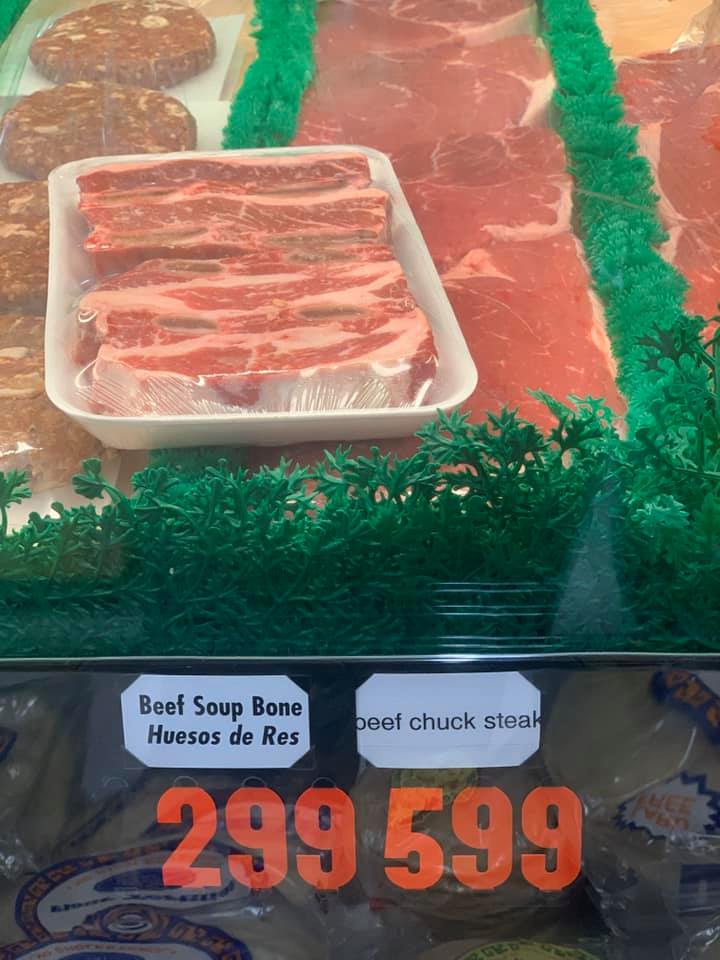 Beef Soup Bone
Huesos de Res
beef chuck steak
299
599